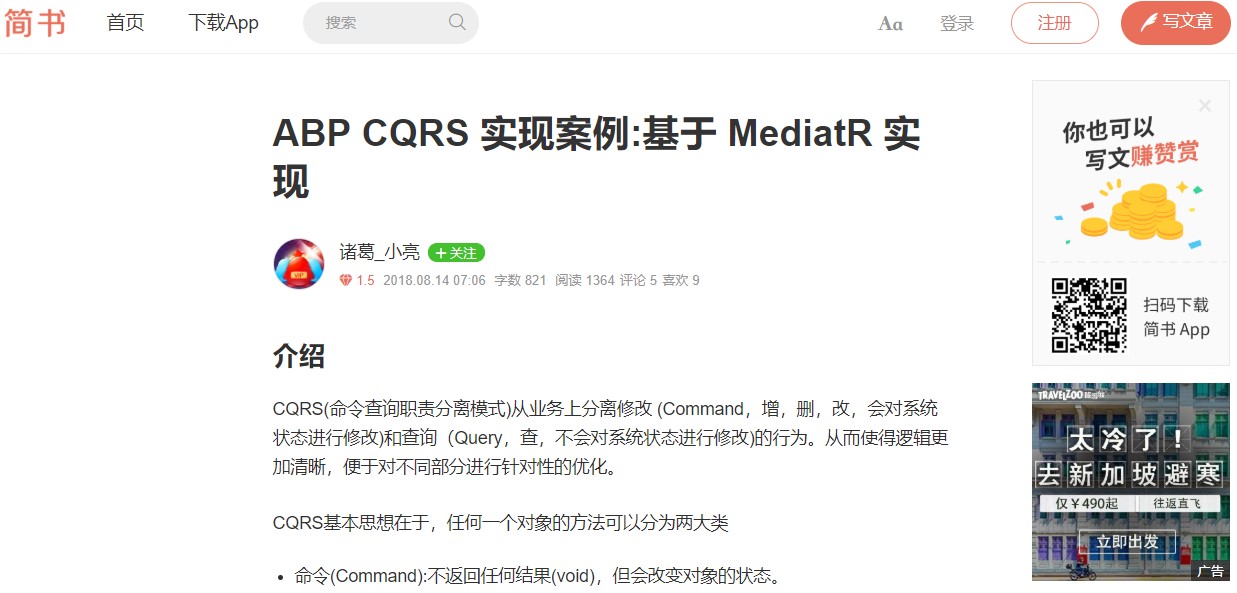 简书
首页
下载App
搜索
Aa
登录
注册
写文章
ABP CQRS 实现案例:基于 MediatR 实
现
诸葛_小亮
+关注
1.5 2018.08.14 07:06 字数 821 阅读 1364 评论 5 喜欢 9
介绍
CQRS(命令查询职责分离模式)从业务上分离修改 (Command，增，删，改，会对系统
状态进行修改)和查询（Query，查，不会对系统状态进行修改)的行为。从而使得逻辑更
加清晰，便于对不同部分进行针对性的优化。
CQRS基本思想在于，任何一个对象的方法可以分为两大类
• 命令(Command):不返回任何结果(void)，但会改变对象的状态。
你也可以
写文赚赞赏
扫码下载
简书 App
TRAVELZOO
太冷了！
去新加坡避寒
仅￥490起
往返直飞
立即出发
广告